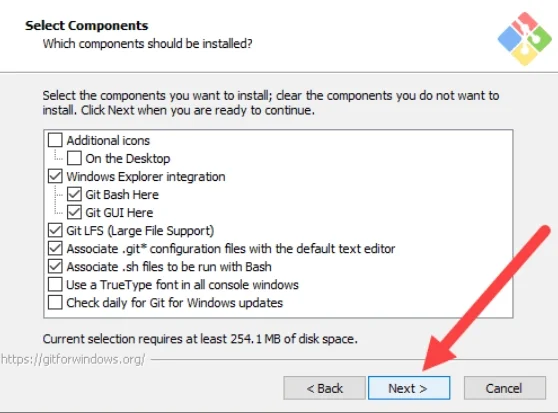 Select Components
Which components should be installed?
Select the components you want to install; clear the components you do not want to
install. Click Next when you are ready to continue.
Additional icons
On the Desktop
Windows Explorer integration
Git Bash Here
Git GUI Here
Git LFS (Large File Support)
Associate .git* configuration files with the default text editor
Associate .sh files to be run with Bash
Use a TrueType font in all console windows
Check daily for Git for Windows updates
Current selection requires at least 254.1 MB of disk space.
https://gitforwindows.org/
< Back Next > Cancel